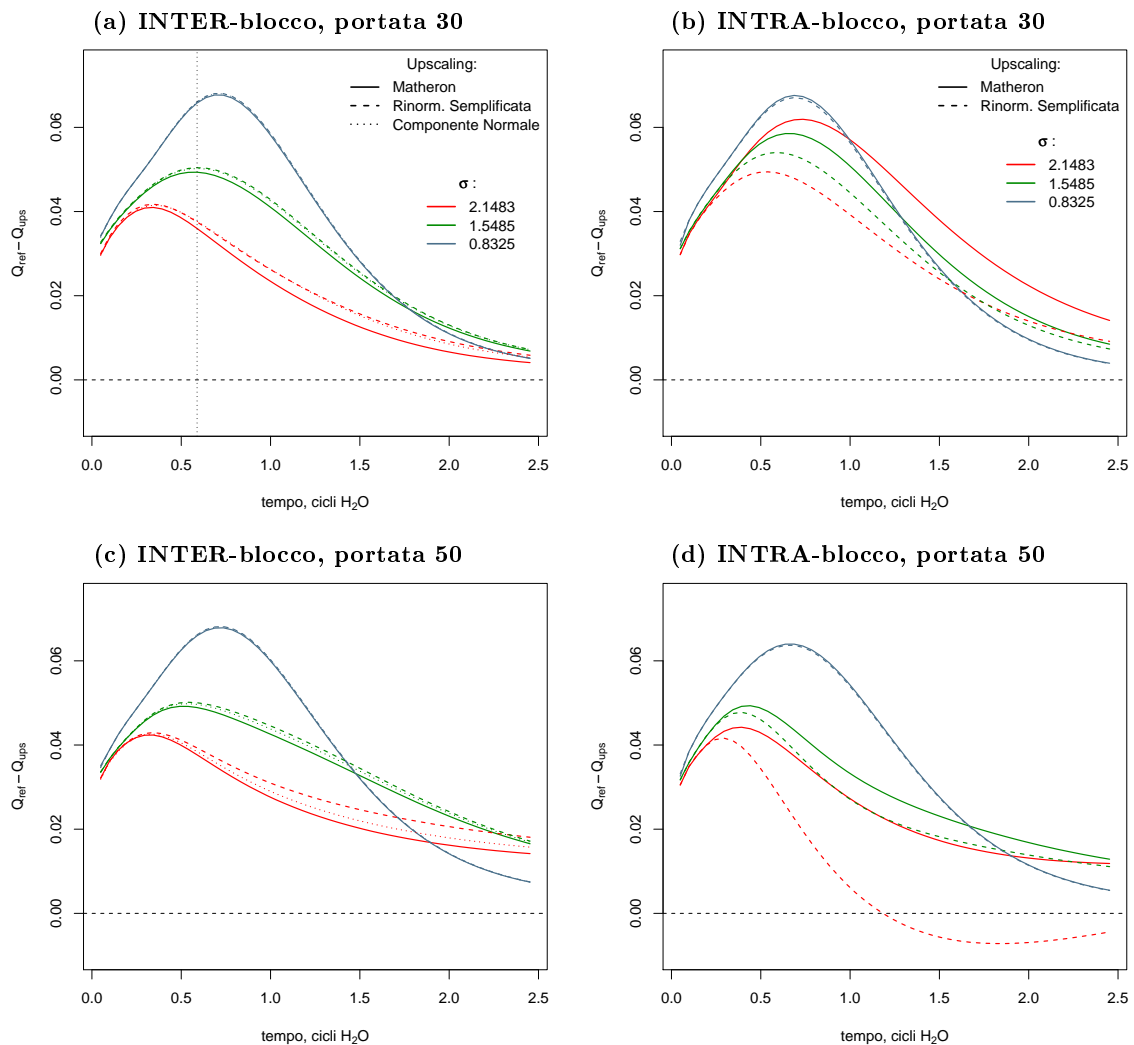 (a) INTER-blocco, portata 30
Upscaling:
Matheron
Rinorm. Semplificata
Componente Normale
σ :
2.1483
1.5485
0.8325
Qref − Qups
0.00
0.02
0.04
0.06
0.0
0.5
1.0
1.5
2.0
2.5
tempo, cicli H2O
(b) INTRA-blocco, portata 30
Upscaling:
Matheron
Rinorm. Semplificata
σ :
2.1483
1.5485
0.8325
Qref − Qups
0.00
0.02
0.04
0.06
0.0
0.5
1.0
1.5
2.0
2.5
tempo, cicli H2O
(c) INTER-blocco, portata 50
Qref − Qups
0.00
0.02
0.04
0.06
0.0
0.5
1.0
1.5
2.0
2.5
tempo, cicli H2O
(d) INTRA-blocco, portata 50
Qref − Qups
0.00
0.02
0.04
0.06
0.0
0.5
1.0
1.5
2.0
2.5
tempo, cicli H2O